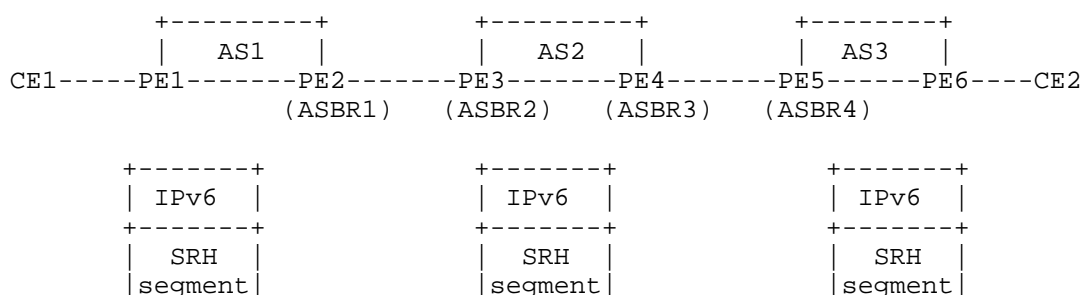 +---------+ +---------+ +--------+
| AS1 | | AS2 | | AS3 |
CE1-----PE1-------PE2-------PE3-------PE4-------PE5------PE6----CE2
(ASBR1) (ASBR2) (ASBR3) (ASBR4)
+-------+ +-------+ +-------+
| IPv6 | | IPv6 | | IPv6 |
+-------+ +-------+ +-------+
| SRH | | SRH | | SRH |
|segment| |segment| |segment|